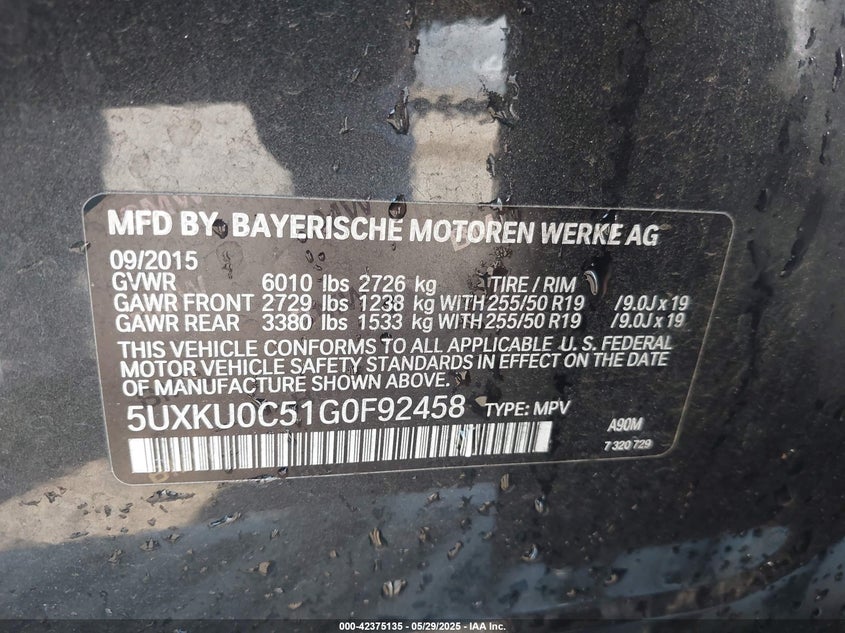 MFD BY BAYERISCHE MOTOREN WERKE AG
09/2015
GVWR 6010 lbs 2726 kg TIRE / RIM
GAWR FRONT 2729 lbs 1238 kg WITH 255/50 R19 /9.0J x 19
GAWR REAR 3380 lbs 1533 kg WITH 255/50 R19 /9.0J x 19
THIS VEHICLE CONFORMS TO ALL APPLICABLE U. S. FEDERAL
MOTOR VEHICLE SAFETY STANDARDS IN EFFECT ON THE DATE
OF MANUFACTURE SHOWN ABOVE.
5UXKU0C51G0F92458 TYPE: MPV A90M
7 320 729
000-42375135 - 05/29/2025 - IAA Inc.